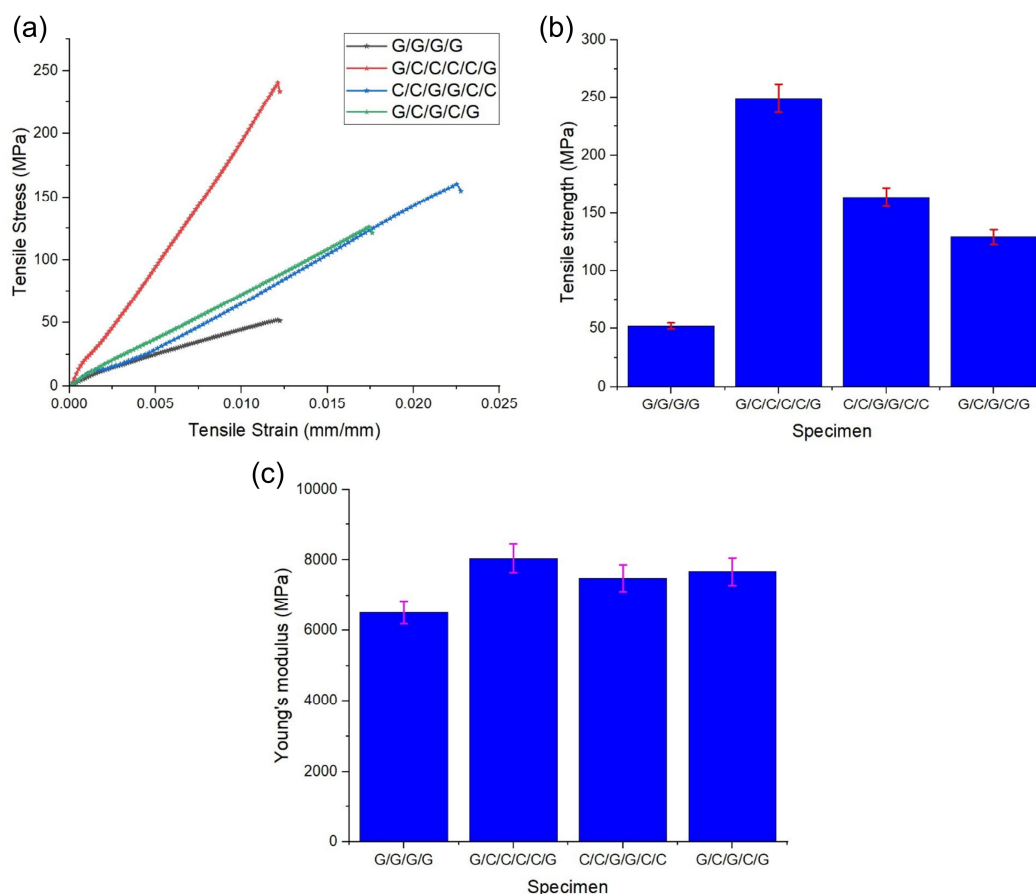 (a)
G/G/G/G
G/C/C/C/C/G
C/C/G/G/C/C
G/C/G/C/G
250
200
150
100
50
0
Tensile Stress (MPa)
0.000 0.005 0.010 0.015 0.020 0.025
Tensile Strain (mm/mm)
(b)
300
250
200
150
100
50
0
Tensile strength (MPa)
G/G/G/G G/C/C/C/C/G C/C/G/G/C/C G/C/G/C/G
Specimen
(c)
10000
8000
6000
4000
2000
0
Young's modulus (MPa)
G/G/G/G G/C/C/C/C/G C/C/G/G/C/C G/C/G/C/G
Specimen